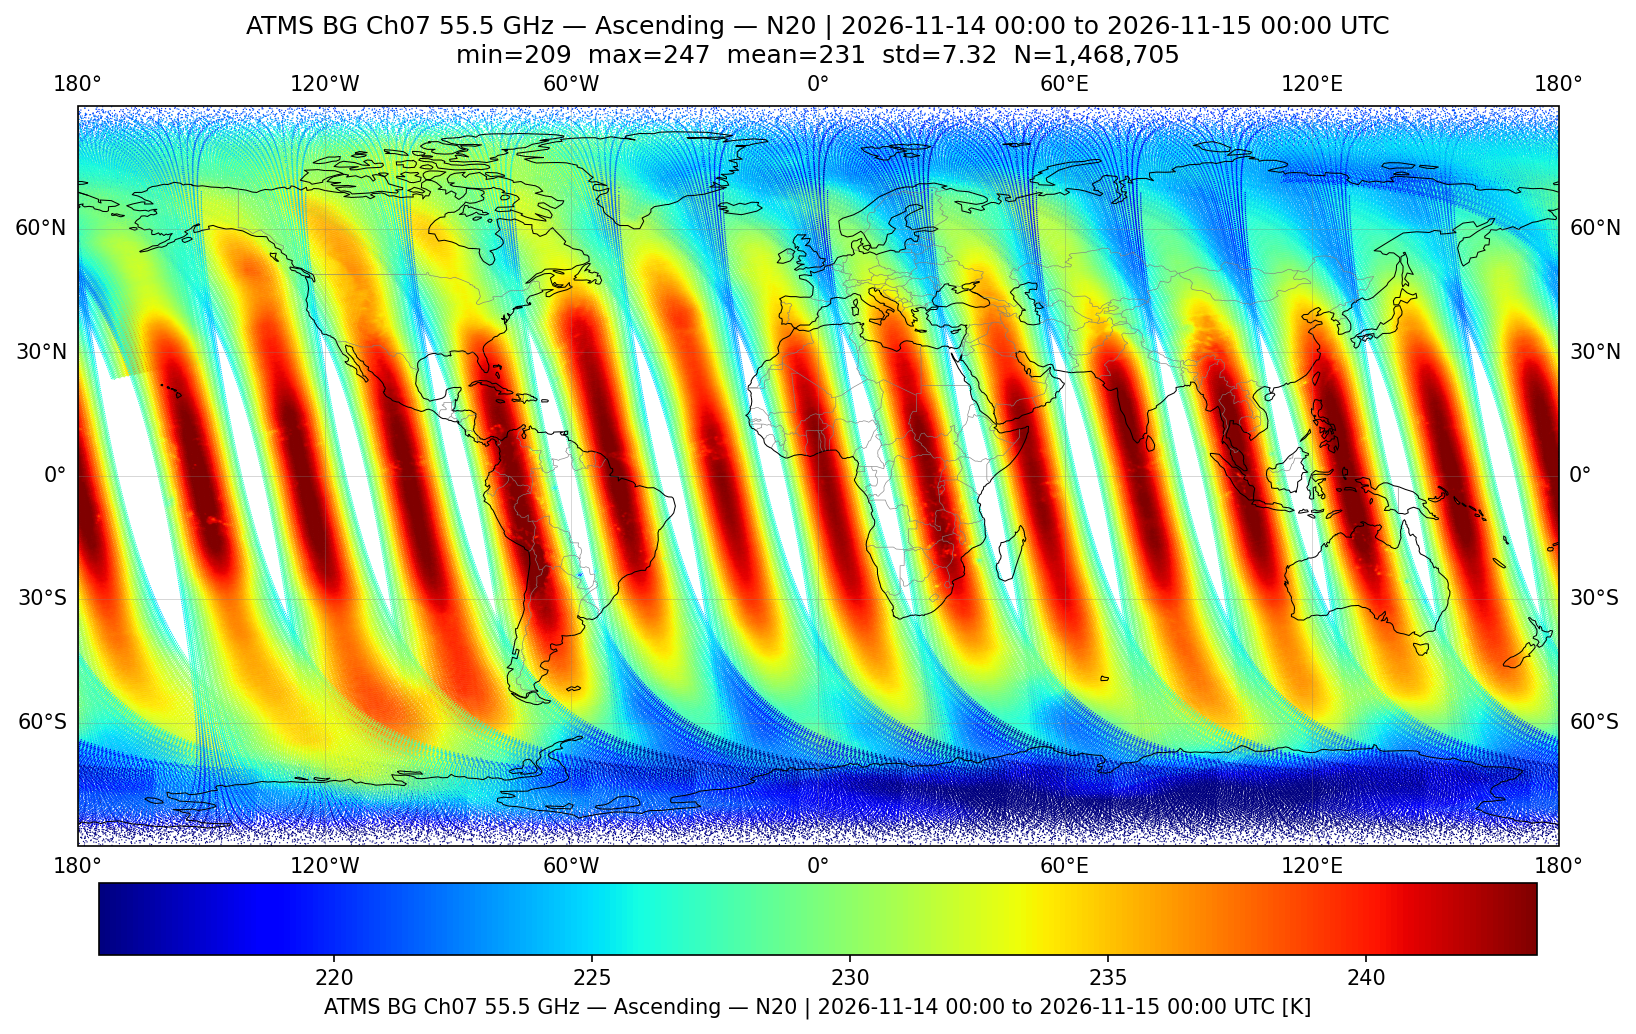 ATMS BG Ch07 55.5 GHz — Ascending — N20 | 2026-11-14 00:00 to 2026-11-15 00:00 UTC
min=209  max=247  mean=231  std=7.32  N=1,468,705
180° 120°W 60°W 0° 60°E 120°E 180°
60°N 60°N
30°N 30°N
0° 0°
30°S 30°S
60°S 60°S
180° 120°W 60°W 0° 60°E 120°E 180°
220 225 230 235 240
ATMS BG Ch07 55.5 GHz — Ascending — N20 | 2026-11-14 00:00 to 2026-11-15 00:00 UTC [K]